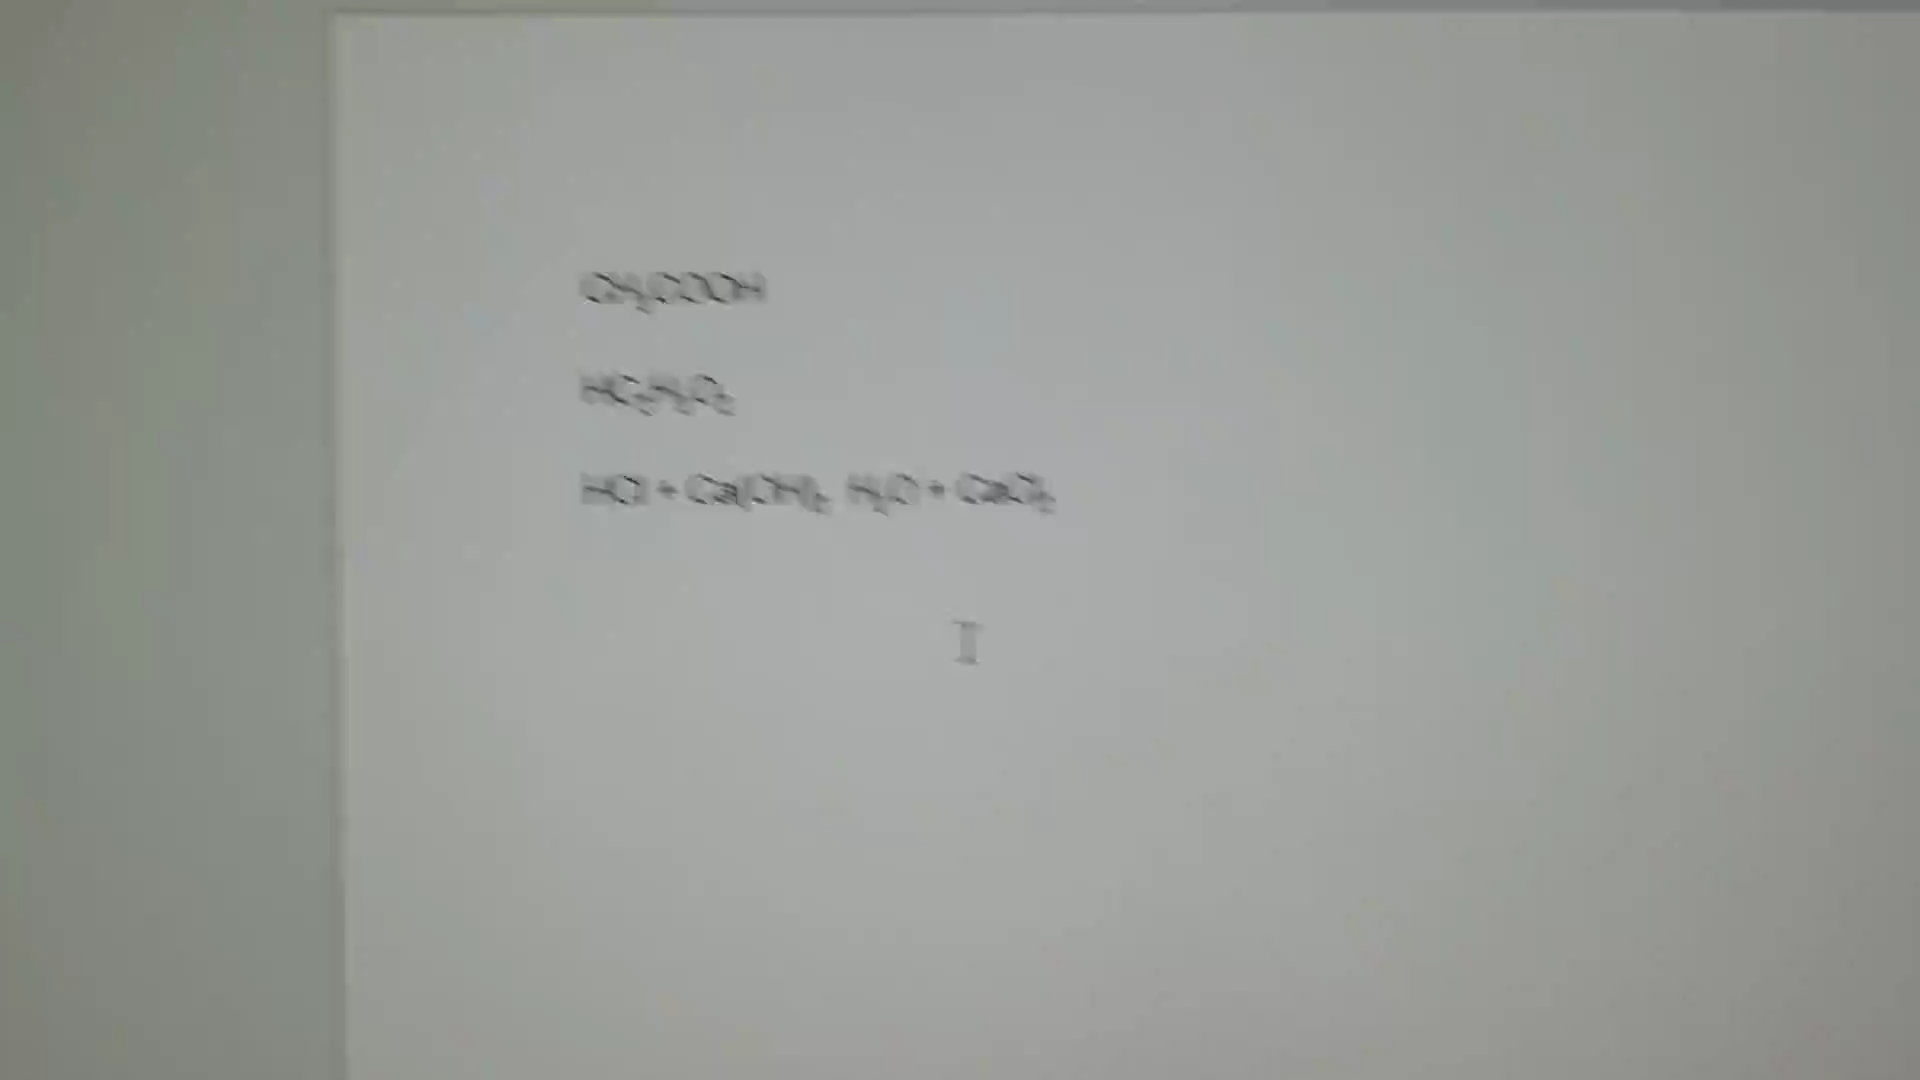 CH₃COOH
HC₂H₃O₂
HCl + Ca(OH)₂ H₂O + CaCl₂